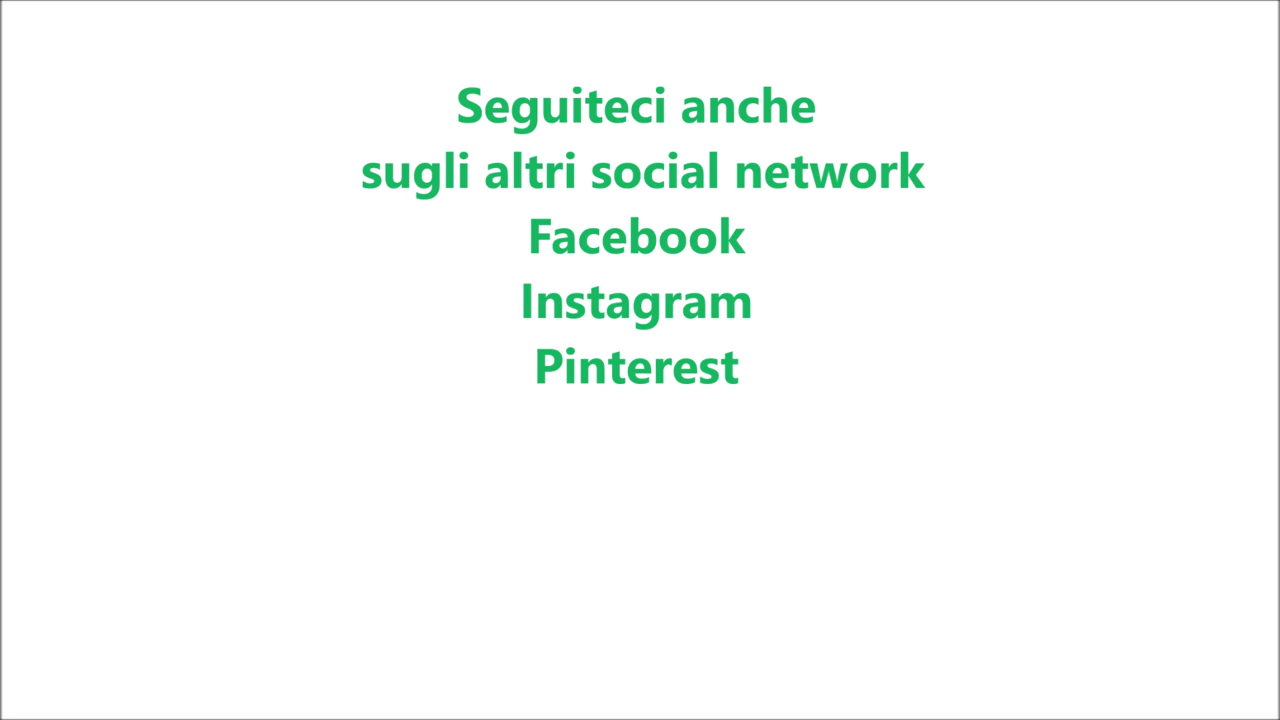 Seguiteci anche
sugli altri social network
Facebook
Instagram
Pinterest